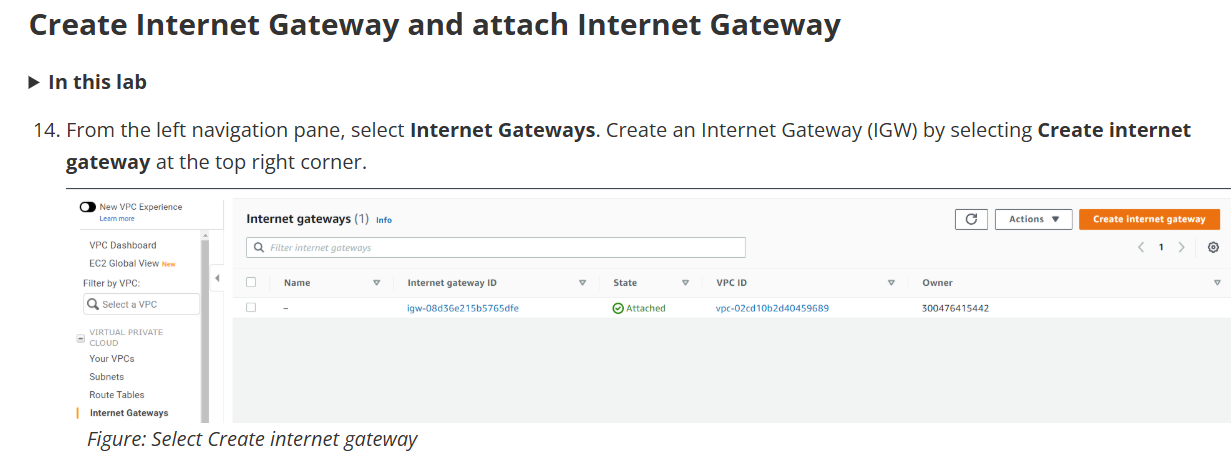 Create Internet Gateway and attach Internet Gateway
In this lab
14. From the left navigation pane, select Internet Gateways. Create an Internet Gateway (IGW) by selecting Create internet
gateway at the top right corner.
New VPC Experience
Learn more
VPC Dashboard
EC2 Global View New
Filter by VPC:
Select a VPC
VIRTUAL PRIVATE
CLOUD
Your VPCs
Subnets
Route Tables
Internet Gateways
Internet gateways (1) Info
Actions
Create internet gateway
Filter internet gateways
1
Name Internet gateway ID State VPC ID Owner
– igw-08d36e215b5765dfe Attached vpc-02cd10b2d40459689 300476415442
Figure: Select Create internet gateway